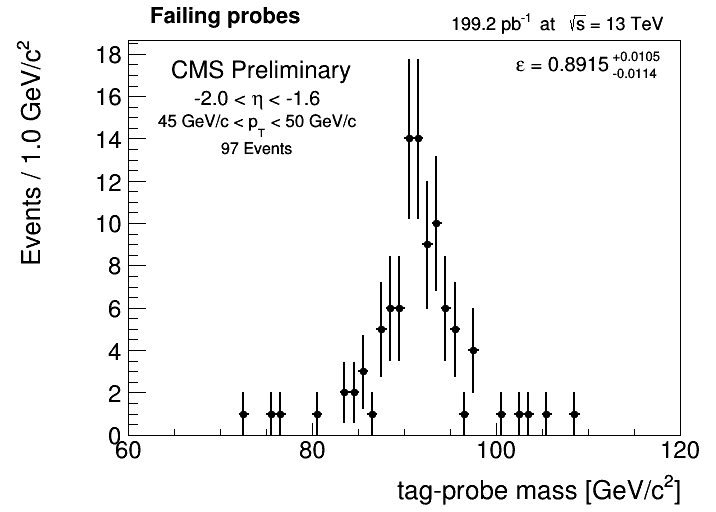 Failing probes
199.2 pb⁻¹ at √s = 13 TeV
CMS Preliminary
-2.0 < η < -1.6
45 GeV/c < p_T < 50 GeV/c
97 Events
ε = 0.8915 +0.0105 -0.0114
Events / 1.0 GeV/c²
18
16
14
12
10
8
6
4
2
0
60 80 100 120
tag-probe mass [GeV/c²]